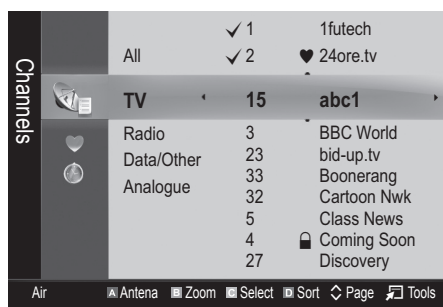 Channels
1 1futech
All 2 24ore.tv
TV 15 abc1
Radio 3 BBC World
Data/Other 23 bid-up.tv
Analogue 33 Boonerang
32 Cartoon Nwk
5 Class News
4 Coming Soon
27 Discovery
Air A Antena B Zoom C Select D Sort Page Tools